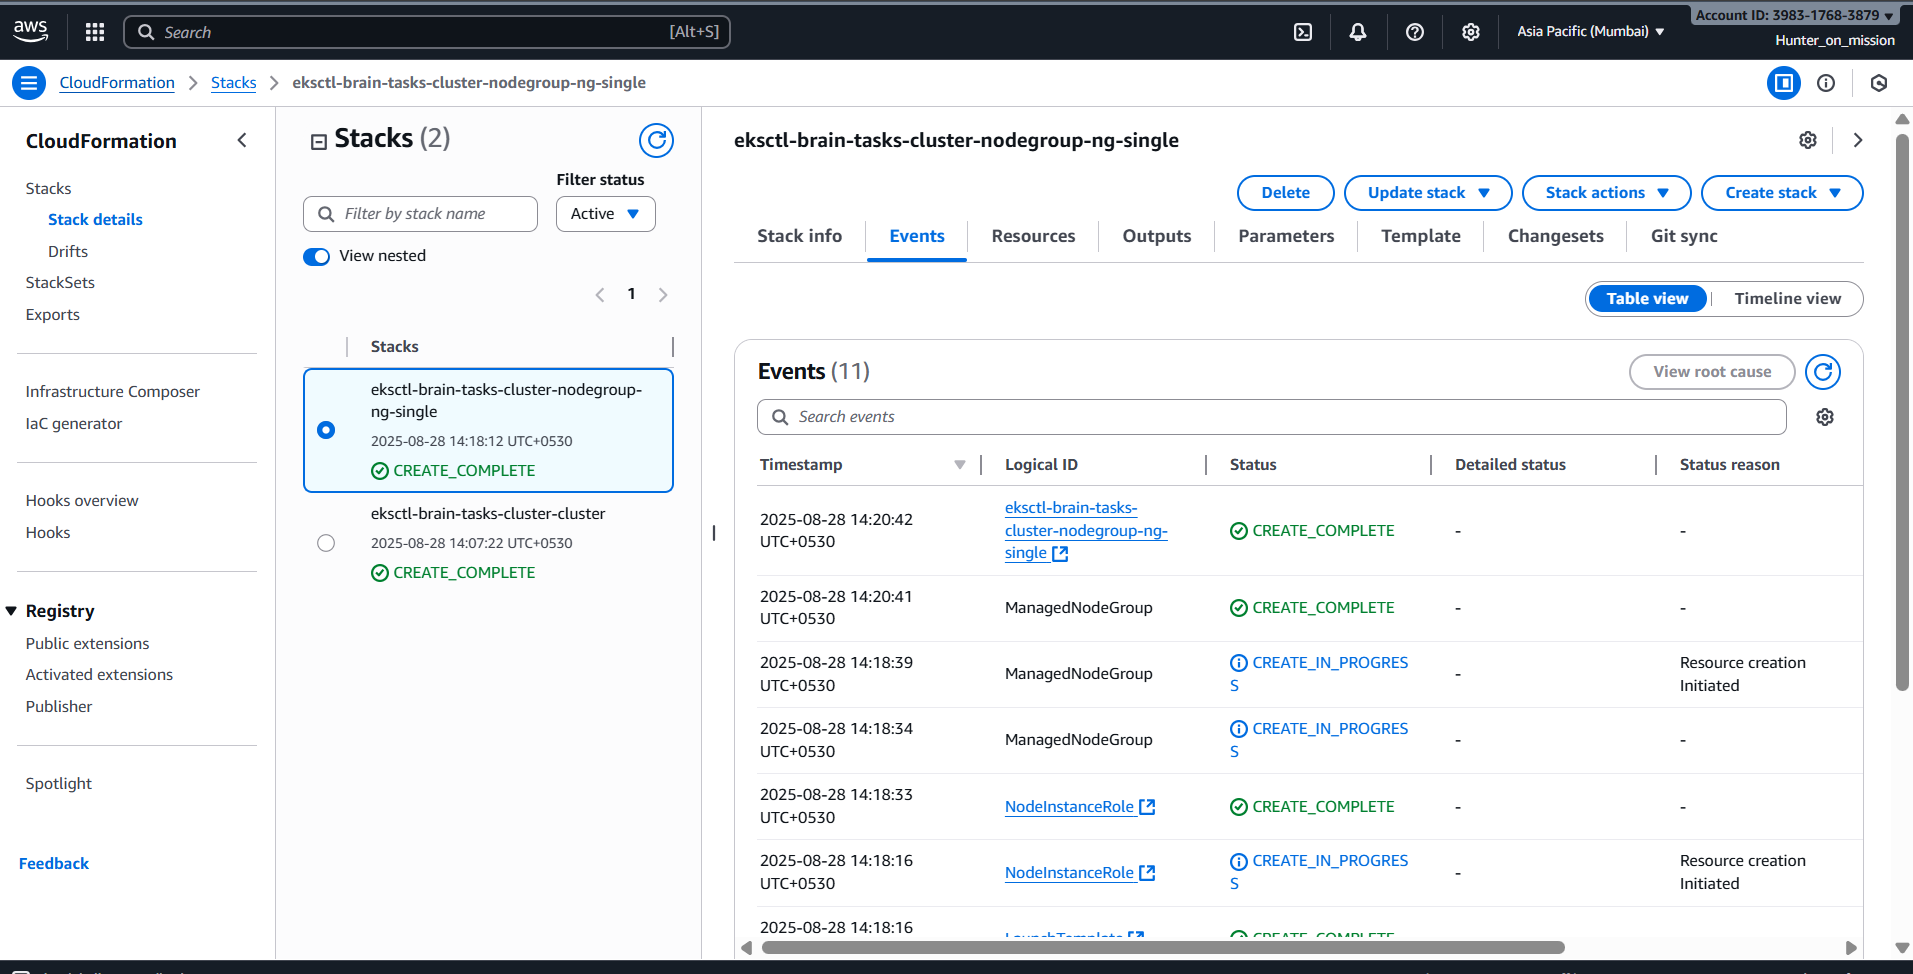 aws
Search
[Alt+S]
Asia Pacific (Mumbai)
Account ID: 3983-1768-3879
Hunter_on_mission
CloudFormation
Stacks
eksctl-brain-tasks-cluster-nodegroup-ng-single
CloudFormation
Stacks
Stack details
Drifts
StackSets
Exports
Infrastructure Composer
IaC generator
Hooks overview
Hooks
Registry
Public extensions
Activated extensions
Publisher
Spotlight
Feedback
Stacks (2)
Filter status
Filter by stack name
Active
View nested
1
Stacks
eksctl-brain-tasks-cluster-nodegroup-
ng-single
2025-08-28 14:18:12 UTC+0530
CREATE_COMPLETE
eksctl-brain-tasks-cluster-cluster
2025-08-28 14:07:22 UTC+0530
CREATE_COMPLETE
eksctl-brain-tasks-cluster-nodegroup-ng-single
Delete
Update stack
Stack actions
Create stack
Stack info
Events
Resources
Outputs
Parameters
Template
Changesets
Git sync
Table view
Timeline view
Events (11)
View root cause
Search events
Timestamp
Logical ID
Status
Detailed status
Status reason
2025-08-28 14:20:42
UTC+0530
eksctl-brain-tasks-
cluster-nodegroup-ng-
single
CREATE_COMPLETE
-
-
2025-08-28 14:20:41
UTC+0530
ManagedNodeGroup
CREATE_COMPLETE
-
-
2025-08-28 14:18:39
UTC+0530
ManagedNodeGroup
CREATE_IN_PROGRES
S
-
Resource creation
Initiated
2025-08-28 14:18:34
UTC+0530
ManagedNodeGroup
CREATE_IN_PROGRES
S
-
-
2025-08-28 14:18:33
UTC+0530
NodeInstanceRole
CREATE_COMPLETE
-
-
2025-08-28 14:18:16
UTC+0530
NodeInstanceRole
CREATE_IN_PROGRES
S
-
Resource creation
Initiated
2025-08-28 14:18:16
LaunchTemplate
CREATE_COMPLETE